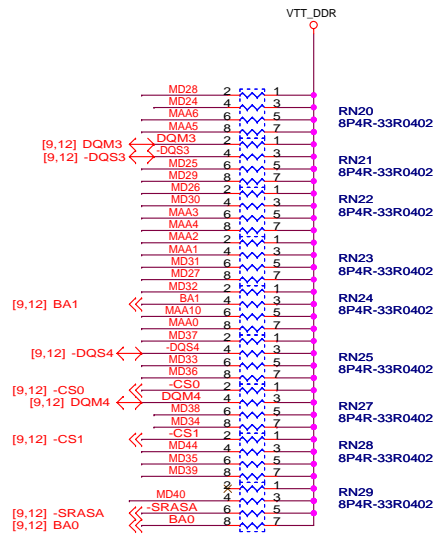 VTT_DDR
MD28 2 1
MD24 4 3 RN20
MAA6 6 5 8P4R-33R0402
MAA5 8 7
[9,12] DQM3 DQM3 2 1
[9,12] -DQS3 -DQS3 4 3 RN21
MD25 6 5 8P4R-33R0402
MD29 8 7
MD26 2 1
MD30 4 3 RN22
MAA3 6 5 8P4R-33R0402
MAA4 8 7
MAA2 2 1
MAA1 4 3 RN23
MD31 6 5 8P4R-33R0402
MD27 8 7
MD32 2 1
[9,12] BA1 BA1 4 3 RN24
MAA10 6 5 8P4R-33R0402
MAA0 8 7
MD37 2 1
[9,12] -DQS4 -DQS4 4 3 RN25
MD33 6 5 8P4R-33R0402
MD36 8 7
[9,12] -CS0 -CS0 2 1
[9,12] DQM4 DQM4 4 3 RN27
MD38 6 5 8P4R-33R0402
MD34 8 7
[9,12] -CS1 -CS1 2 1
MD44 4 3 RN28
MD35 6 5 8P4R-33R0402
MD39 8 7
2 1
MD40 4 3 RN29
[9,12] -SRASA -SRASA 6 5 8P4R-33R0402
[9,12] BA0 BA0 8 7